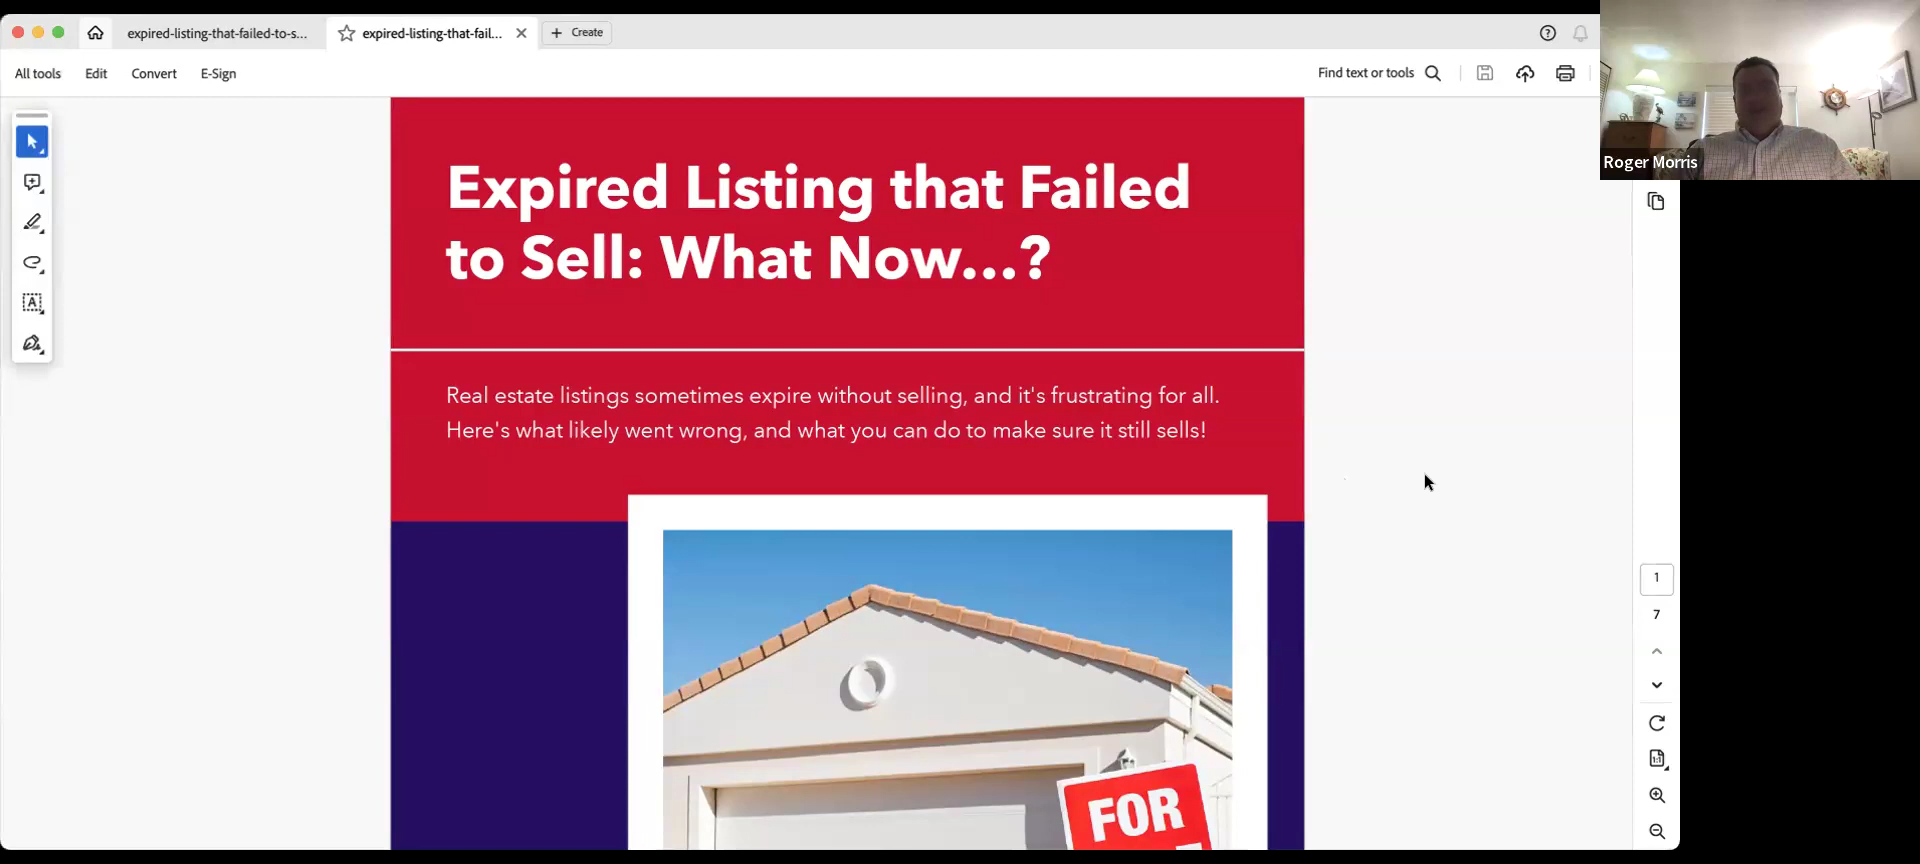 expired-listing-that-failed-to-s...
expired-listing-that-fail...
Create
All tools
Edit
Convert
E-Sign
Find text or tools
Roger Morris
Expired Listing that Failed
to Sell: What Now...?
Real estate listings sometimes expire without selling, and it's frustrating for all.
Here's what likely went wrong, and what you can do to make sure it still sells!
FOR
1
7